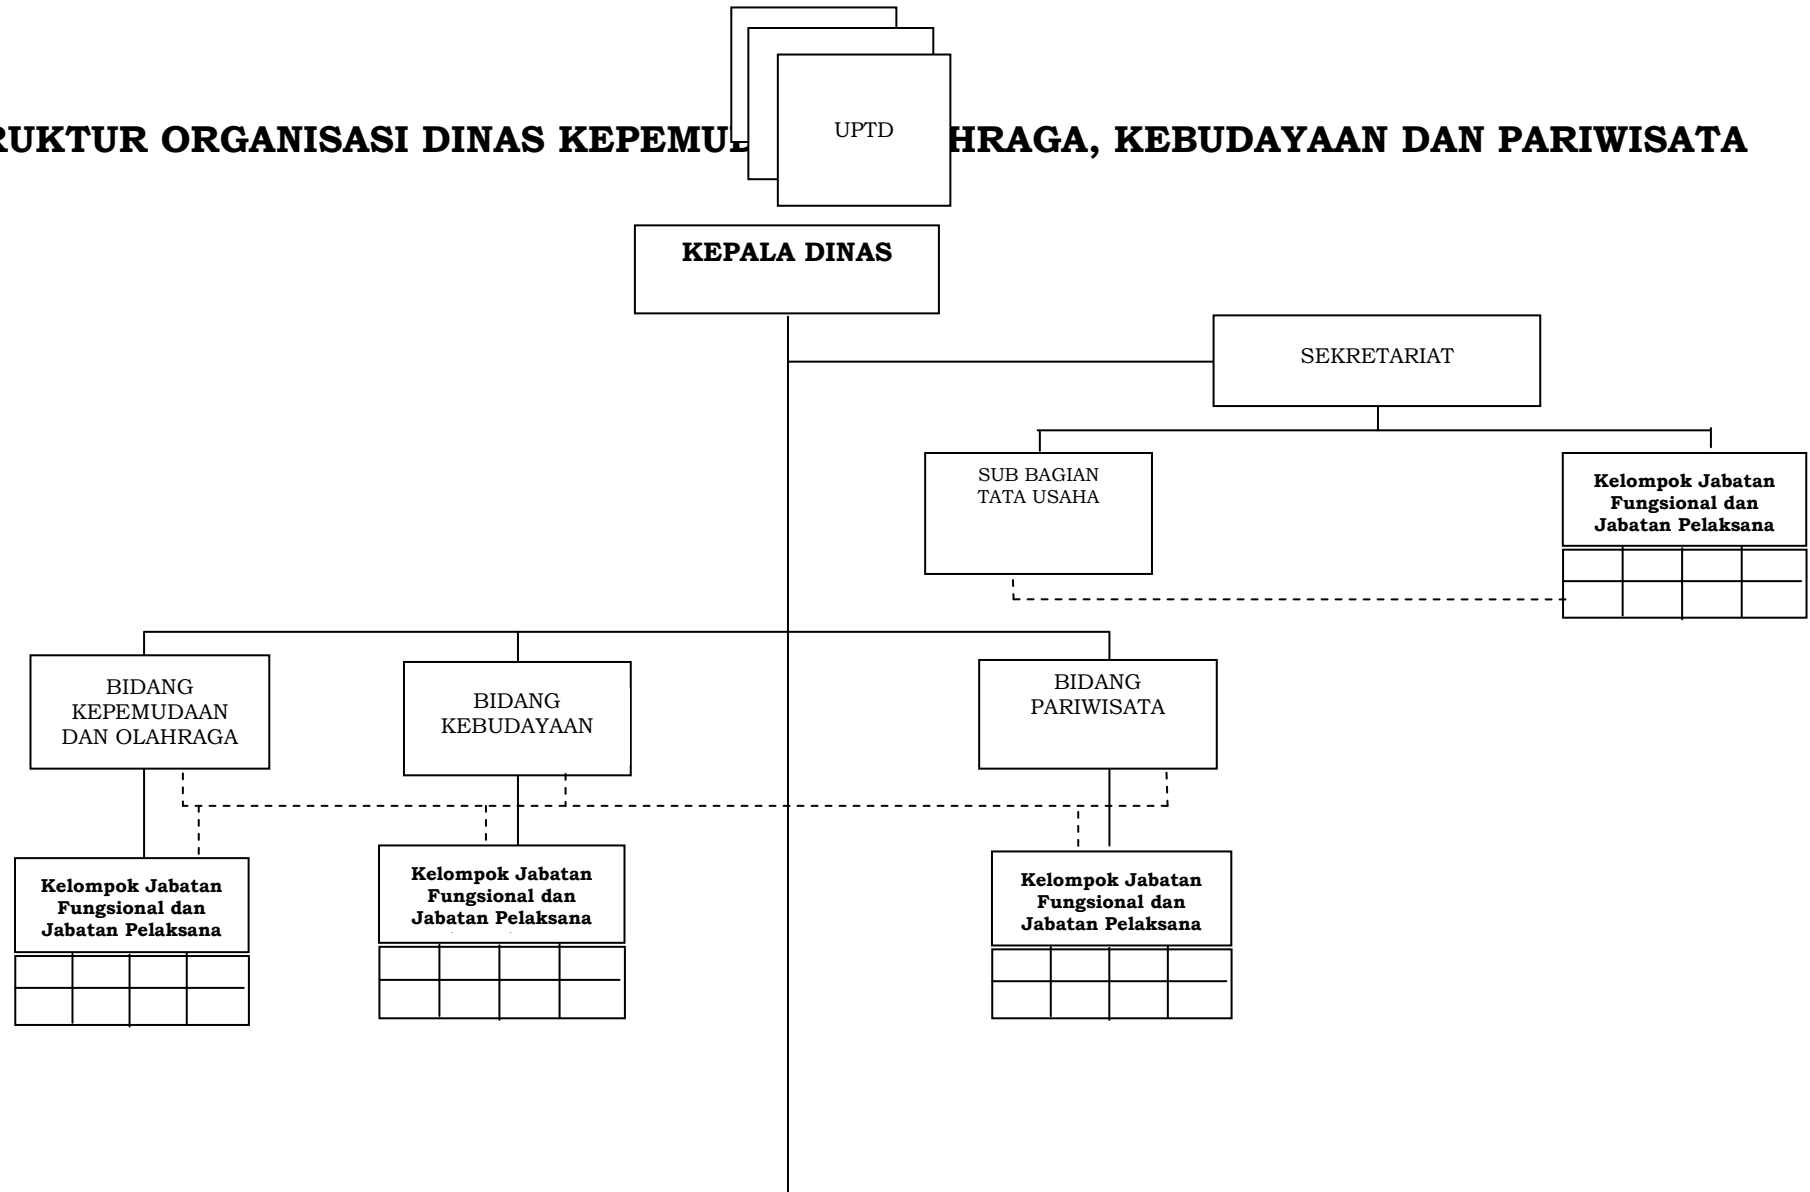 RUKTUR ORGANISASI DINAS KEPEMU HRAGA, KEBUDAYAAN DAN PARIWISATA
UPTD
KEPALA DINAS
SEKRETARIAT
SUB BAGIAN
TATA USAHA
Kelompok Jabatan
Fungsional dan
Jabatan Pelaksana
BIDANG
KEPEMUDAAN
DAN OLAHRAGA
BIDANG
KEBUDAYAAN
BIDANG
PARIWISATA
Kelompok Jabatan
Fungsional dan
Jabatan Pelaksana
Kelompok Jabatan
Fungsional dan
Jabatan Pelaksana
Kelompok Jabatan
Fungsional dan
Jabatan Pelaksana